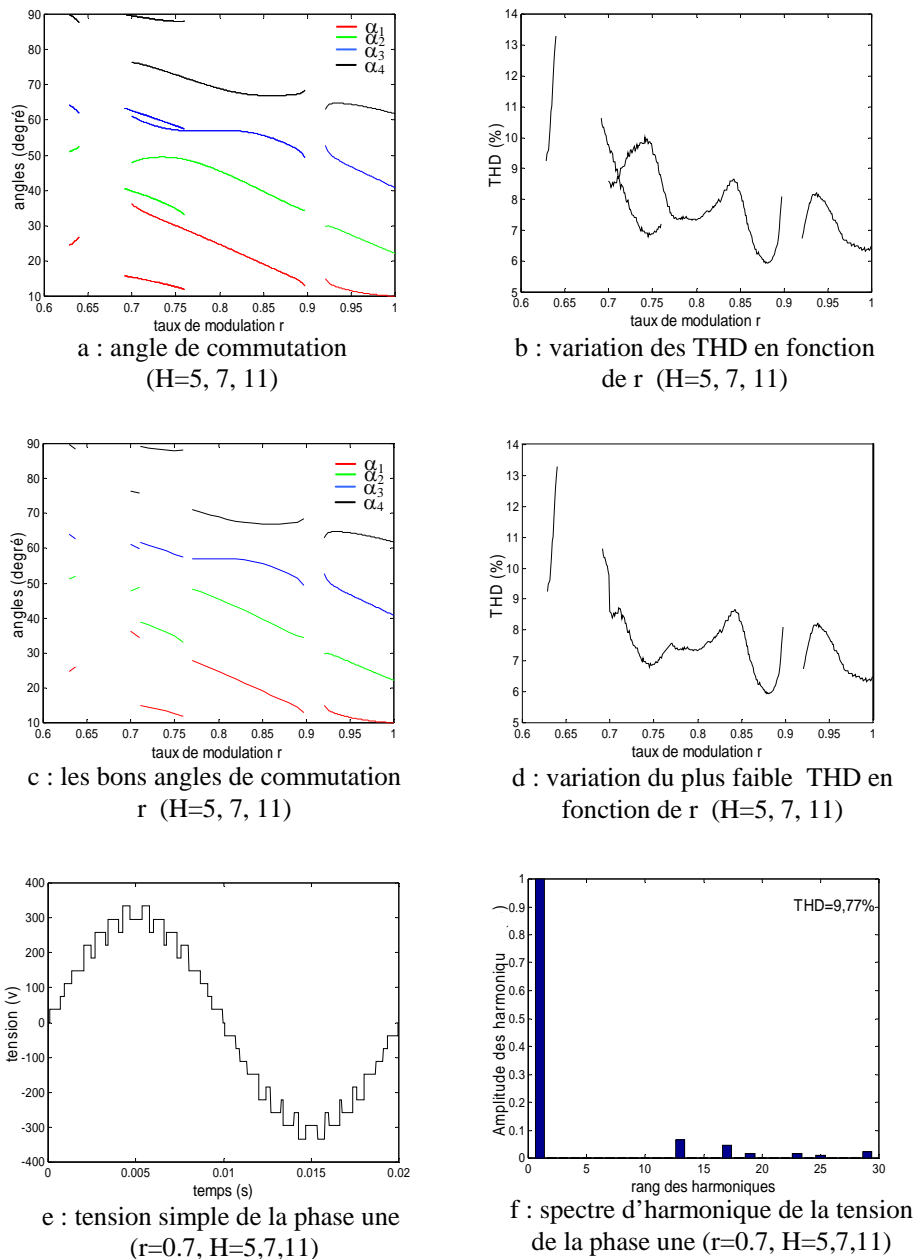 90
80
70
60
50
40
30
20
10
angles (degré)
0.6 0.65 0.7 0.75 0.8 0.85 0.9 0.95 1
taux de modulation r
α1
α2
α3
α4
a : angle de commutation
(H=5, 7, 11)
14
13
12
11
10
9
8
7
6
5
THD (%)
0.6 0.65 0.7 0.75 0.8 0.85 0.9 0.95 1
taux de modulation r
b : variation des THD en fonction
de r (H=5, 7, 11)
90
80
70
60
50
40
30
20
10
angles (degré)
0.6 0.65 0.7 0.75 0.8 0.85 0.9 0.95 1
taux de modulation r
α1
α2
α3
α4
c : les bons angles de commutation
r (H=5, 7, 11)
14
13
12
11
10
9
8
7
6
5
THD (%)
0.6 0.65 0.7 0.75 0.8 0.85 0.9 0.95 1
taux de modulation r
d : variation du plus faible THD en
fonction de r (H=5, 7, 11)
400
300
200
100
0
-100
-200
-300
-400
tension (v)
0 0.005 0.01 0.015 0.02
temps (s)
e : tension simple de la phase une
(r=0.7, H=5,7,11)
1
0.9
0.8
0.7
0.6
0.5
0.4
0.3
0.2
0.1
0
Amplitude des harmoniqu )
THD=9,77%
0 5 10 15 20 25 30
rang des harmoniques
f : spectre d’harmonique de la tension
de la phase une (r=0.7, H=5,7,11)